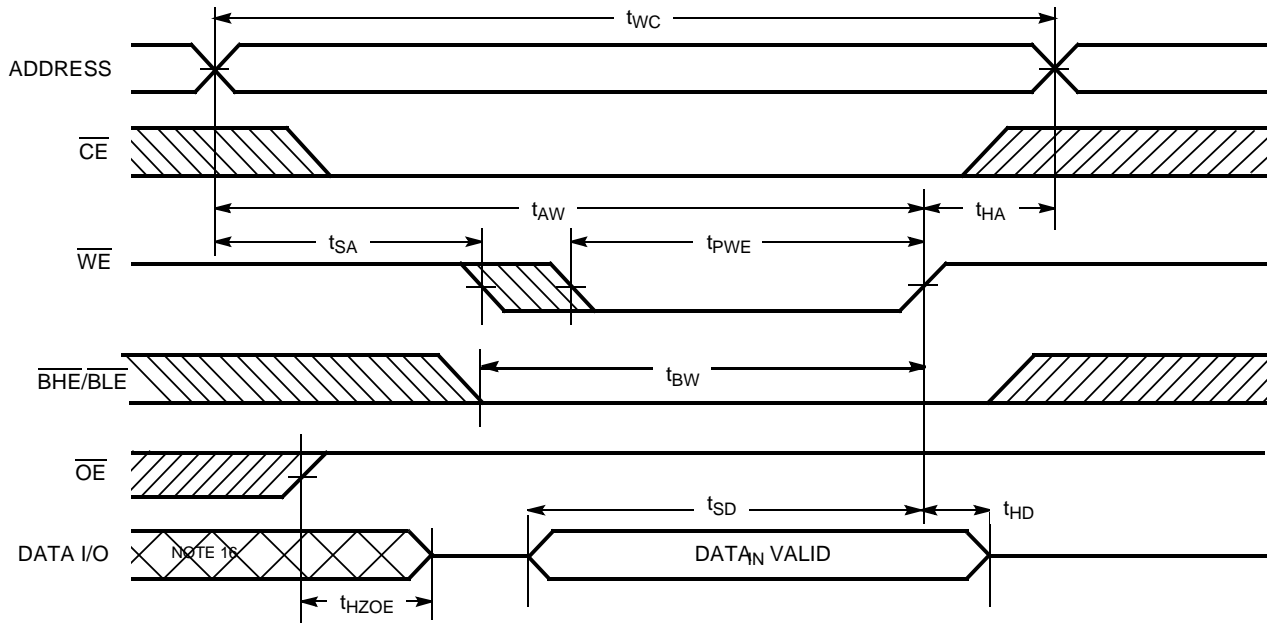 tWC
ADDRESS
CE
tAW
tHA
tSA
tPWE
WE
tBW
BHE/BLE
OE
tSD
tHD
DATA I/O
NOTE 16
DATAIN VALID
tHZOE